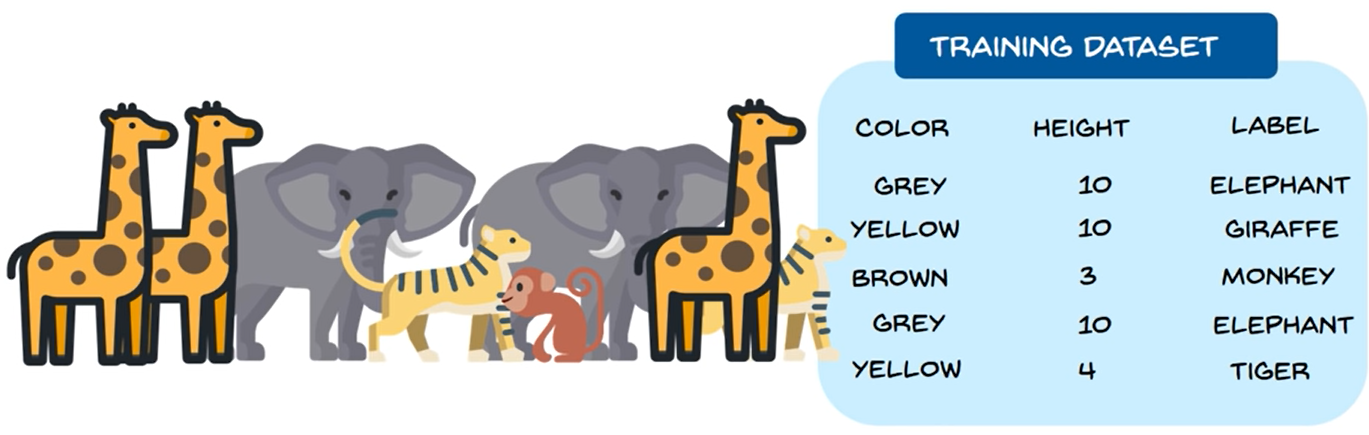 TRAINING DATASET
COLOR HEIGHT LABEL
GREY 10 ELEPHANT
YELLOW 10 GIRAFFE
BROWN 3 MONKEY
GREY 10 ELEPHANT
YELLOW 4 TIGER